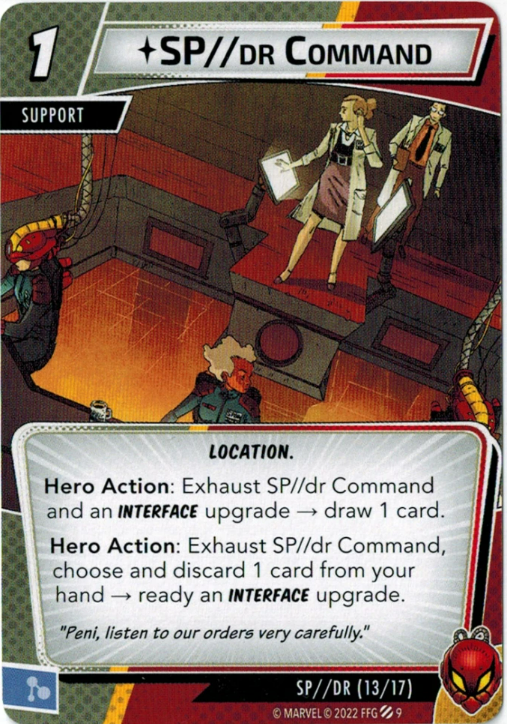 1
SP//DR COMMAND
SUPPORT
LOCATION.
Hero Action: Exhaust SP//dr Command
and an INTERFACE upgrade → draw 1 card.
Hero Action: Exhaust SP//dr Command,
choose and discard 1 card from your
hand → ready an INTERFACE upgrade.
"Peni, listen to our orders very carefully."
SP//DR (13/17)
© MARVEL © 2022 FFG 9